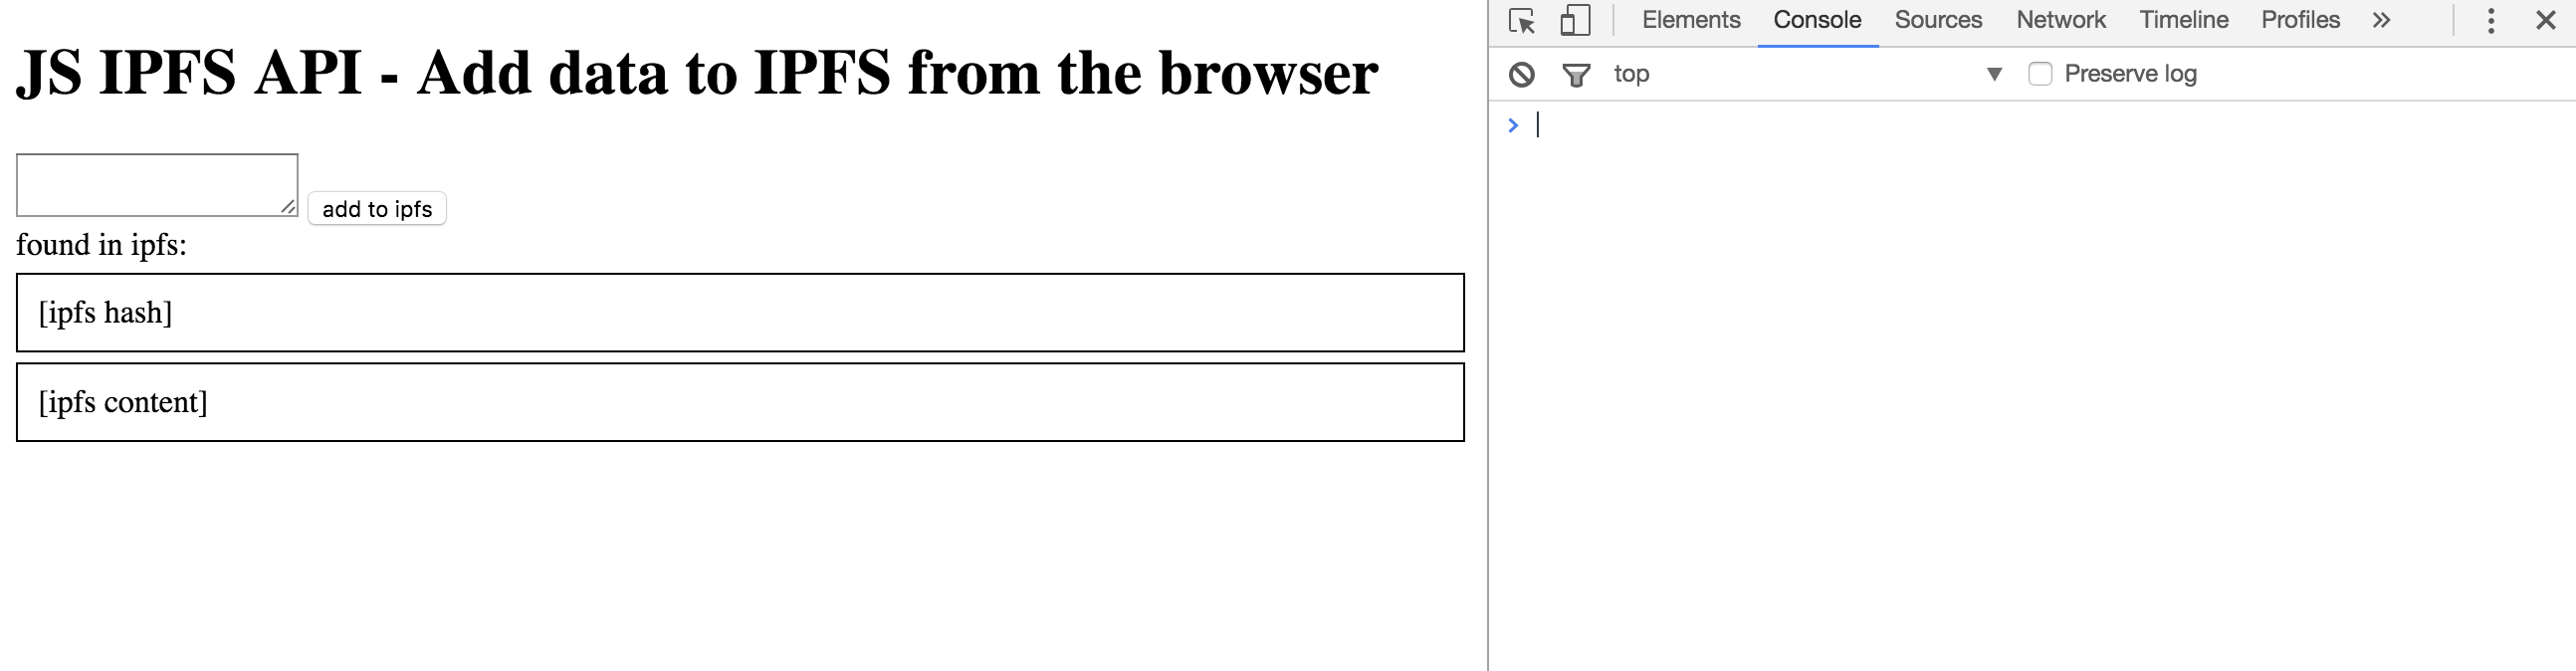 JS IPFS API - Add data to IPFS from the browser
add to ipfs
found in ipfs:
[ipfs hash]
[ipfs content]
Elements Console Sources Network Timeline Profiles »
top ▼ Preserve log
>